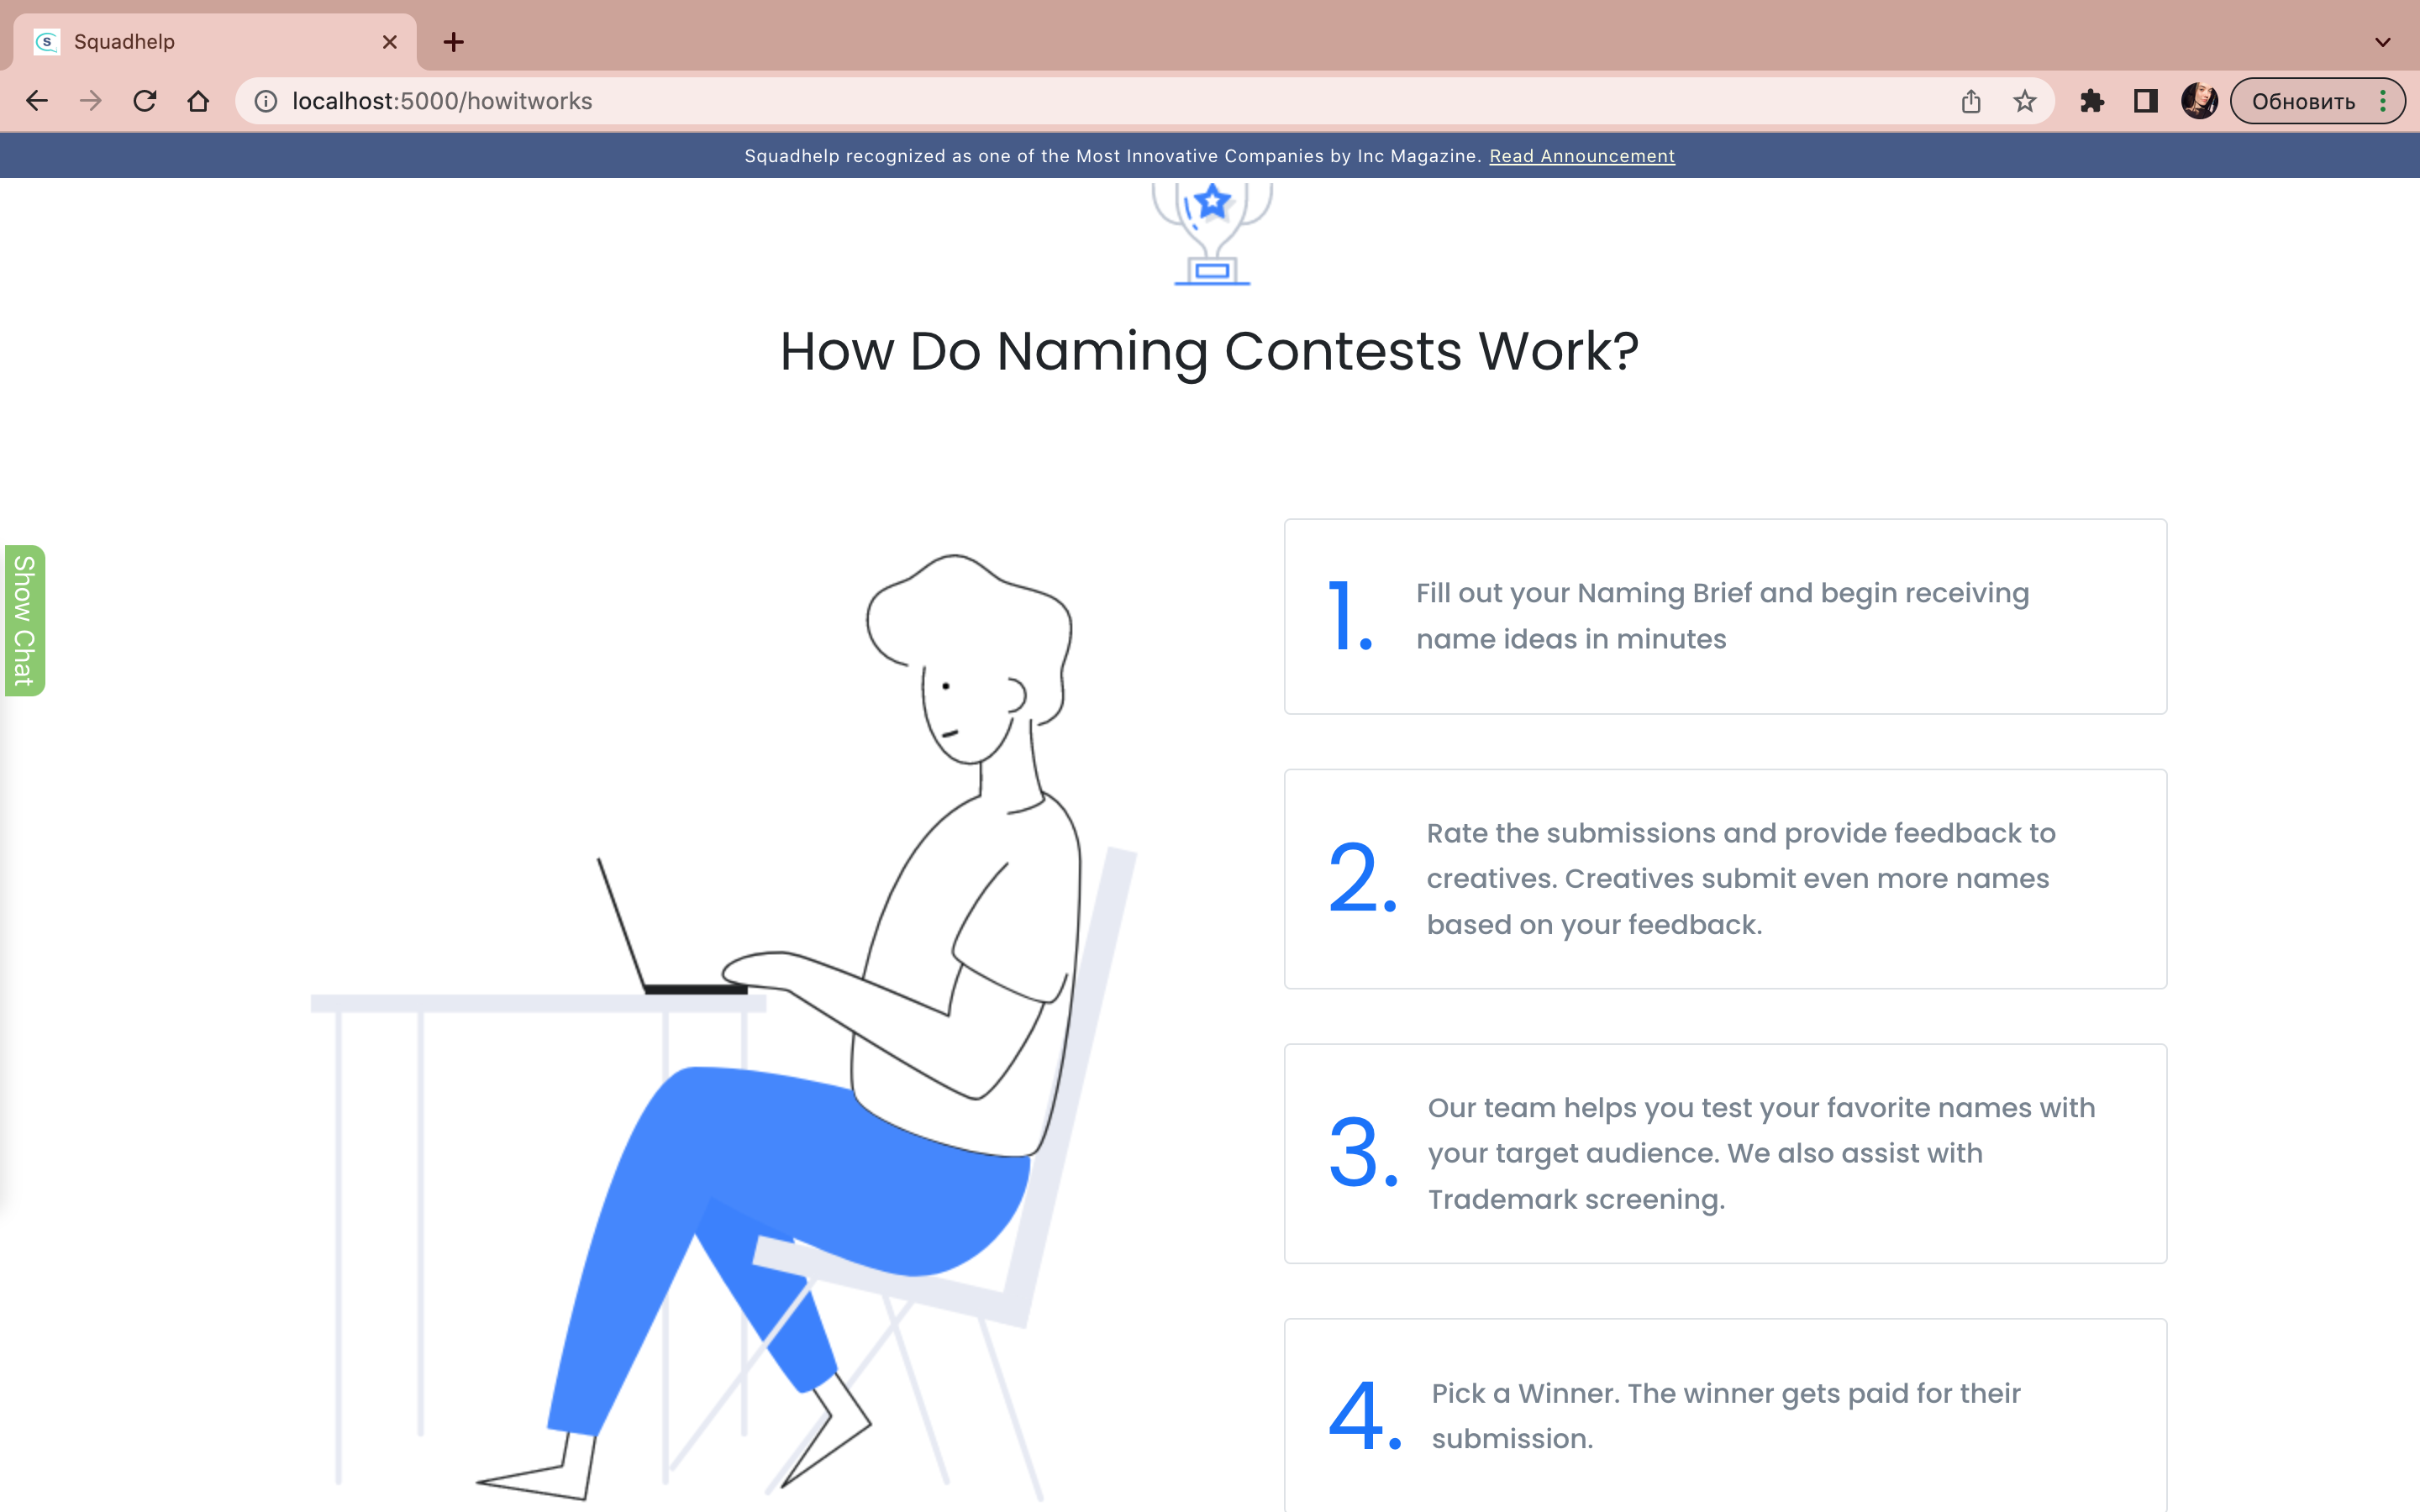 Squadhelp
localhost:5000/howitworks
Обновить
Squadhelp recognized as one of the Most Innovative Companies by Inc Magazine. Read Announcement
How Do Naming Contests Work?
Show Chat
1.
Fill out your Naming Brief and begin receiving
name ideas in minutes
2.
Rate the submissions and provide feedback to
creatives. Creatives submit even more names
based on your feedback.
3.
Our team helps you test your favorite names with
your target audience. We also assist with
Trademark screening.
4.
Pick a Winner. The winner gets paid for their
submission.